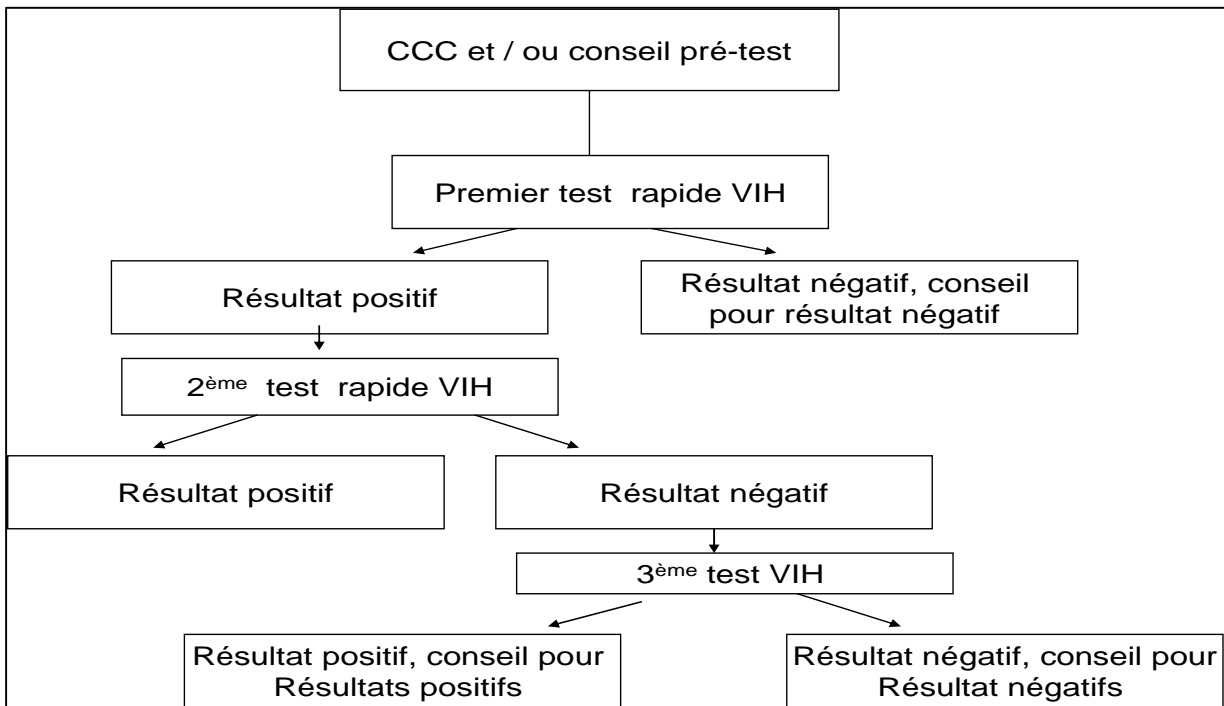 CCC et / ou conseil pré-test
Premier test rapide VIH
Résultat positif
Résultat négatif, conseil
pour résultat négatif
2ème test rapide VIH
Résultat positif
Résultat négatif
3ème test VIH
Résultat positif, conseil pour
Résultats positifs
Résultat négatif, conseil pour
Résultat négatifs